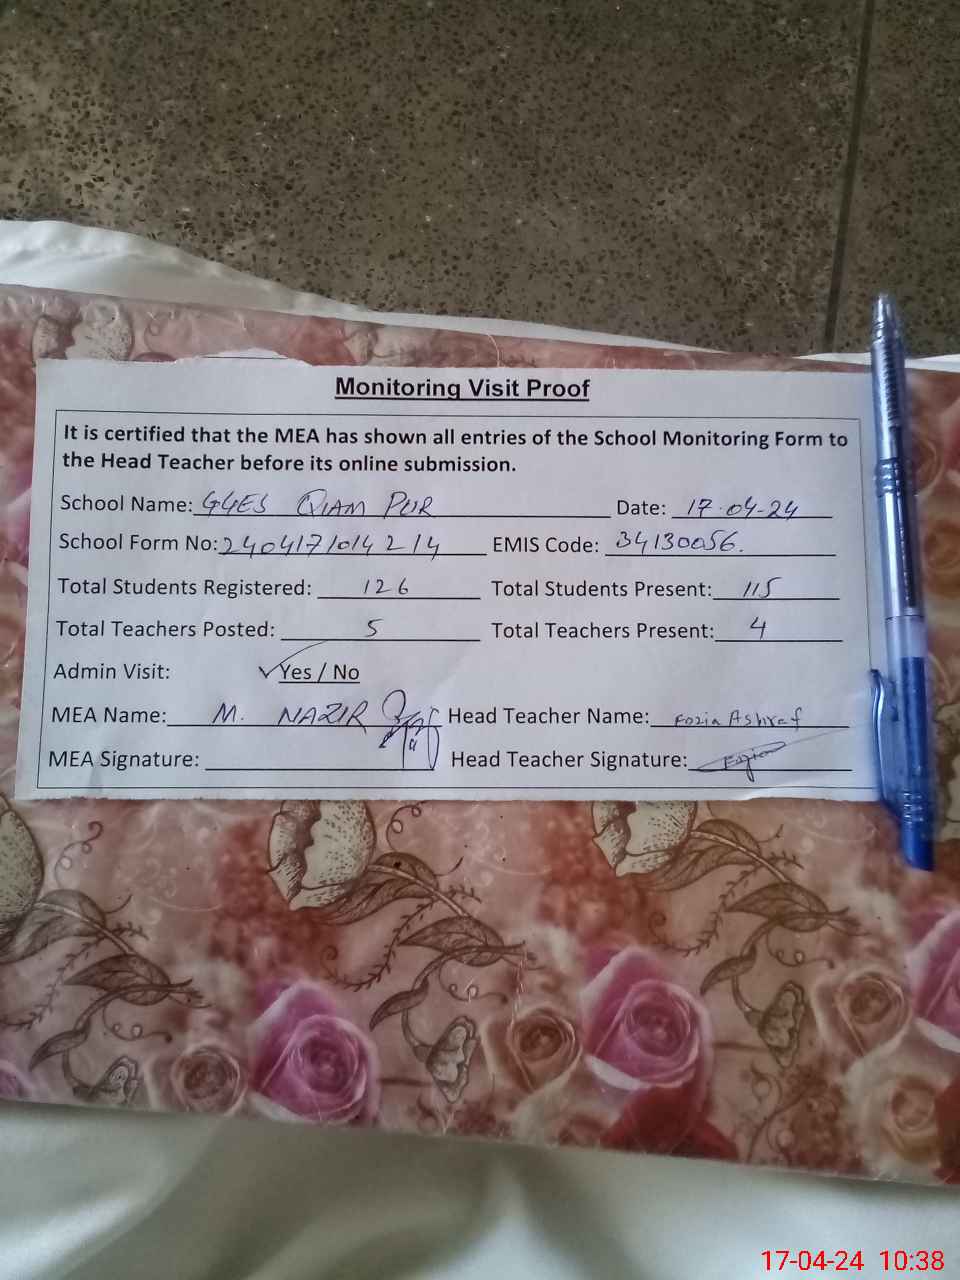 Monitoring Visit Proof
It is certified that the MEA has shown all entries of the School Monitoring Form to
the Head Teacher before its online submission.
School Name: GGES QIAM PUR Date: 17-04-24
School Form No: 2404171014214 EMIS Code: 34130056.
Total Students Registered: 126 Total Students Present: 115
Total Teachers Posted: 5 Total Teachers Present: 4
Admin Visit: ✓Yes / No
MEA Name: M. NAZIR Head Teacher Name: Fozia Ashraf
MEA Signature: Head Teacher Signature: Fozia
17-04-24 10:38